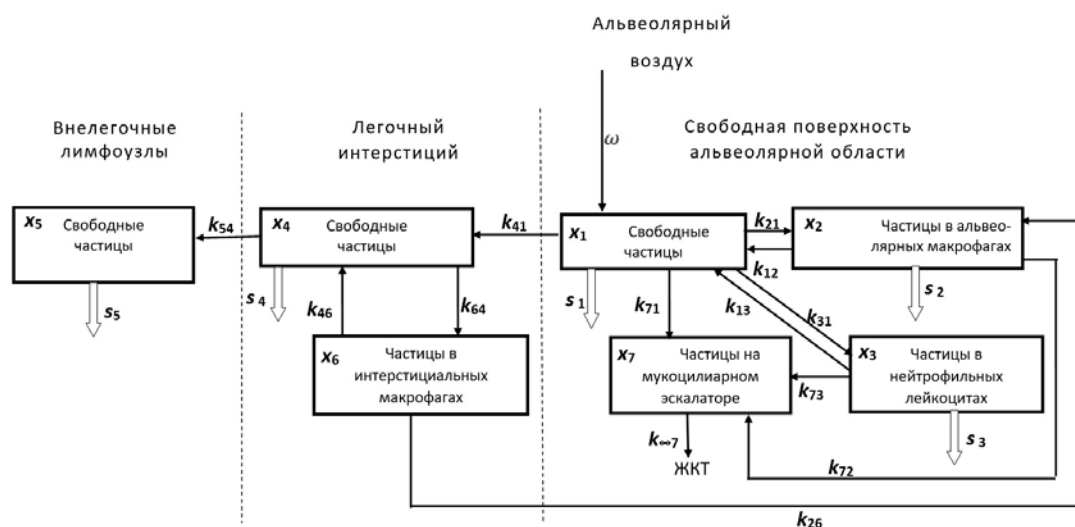 Альвеолярный
воздух
Внелегочные
лимфоузлы
Легочный
интерстиций
Свободная поверхность
альвеолярной области
ω
x5
Свободные
частицы
k54
x4
Свободные
частицы
k41
x1
Свободные
частицы
k21
k12
x2
Частицы в альвео-
лярных макрофагах
s5
s4
k46
k64
s1
k71
k13
k31
s2
x6
Частицы в
интерстициальных
макрофагах
x7
Частицы на
мукоцилиарном
эскалаторе
k73
x3
Частицы в
нейтрофильных
лейкоцитах
k∞7
ЖКТ
s3
k72
k26